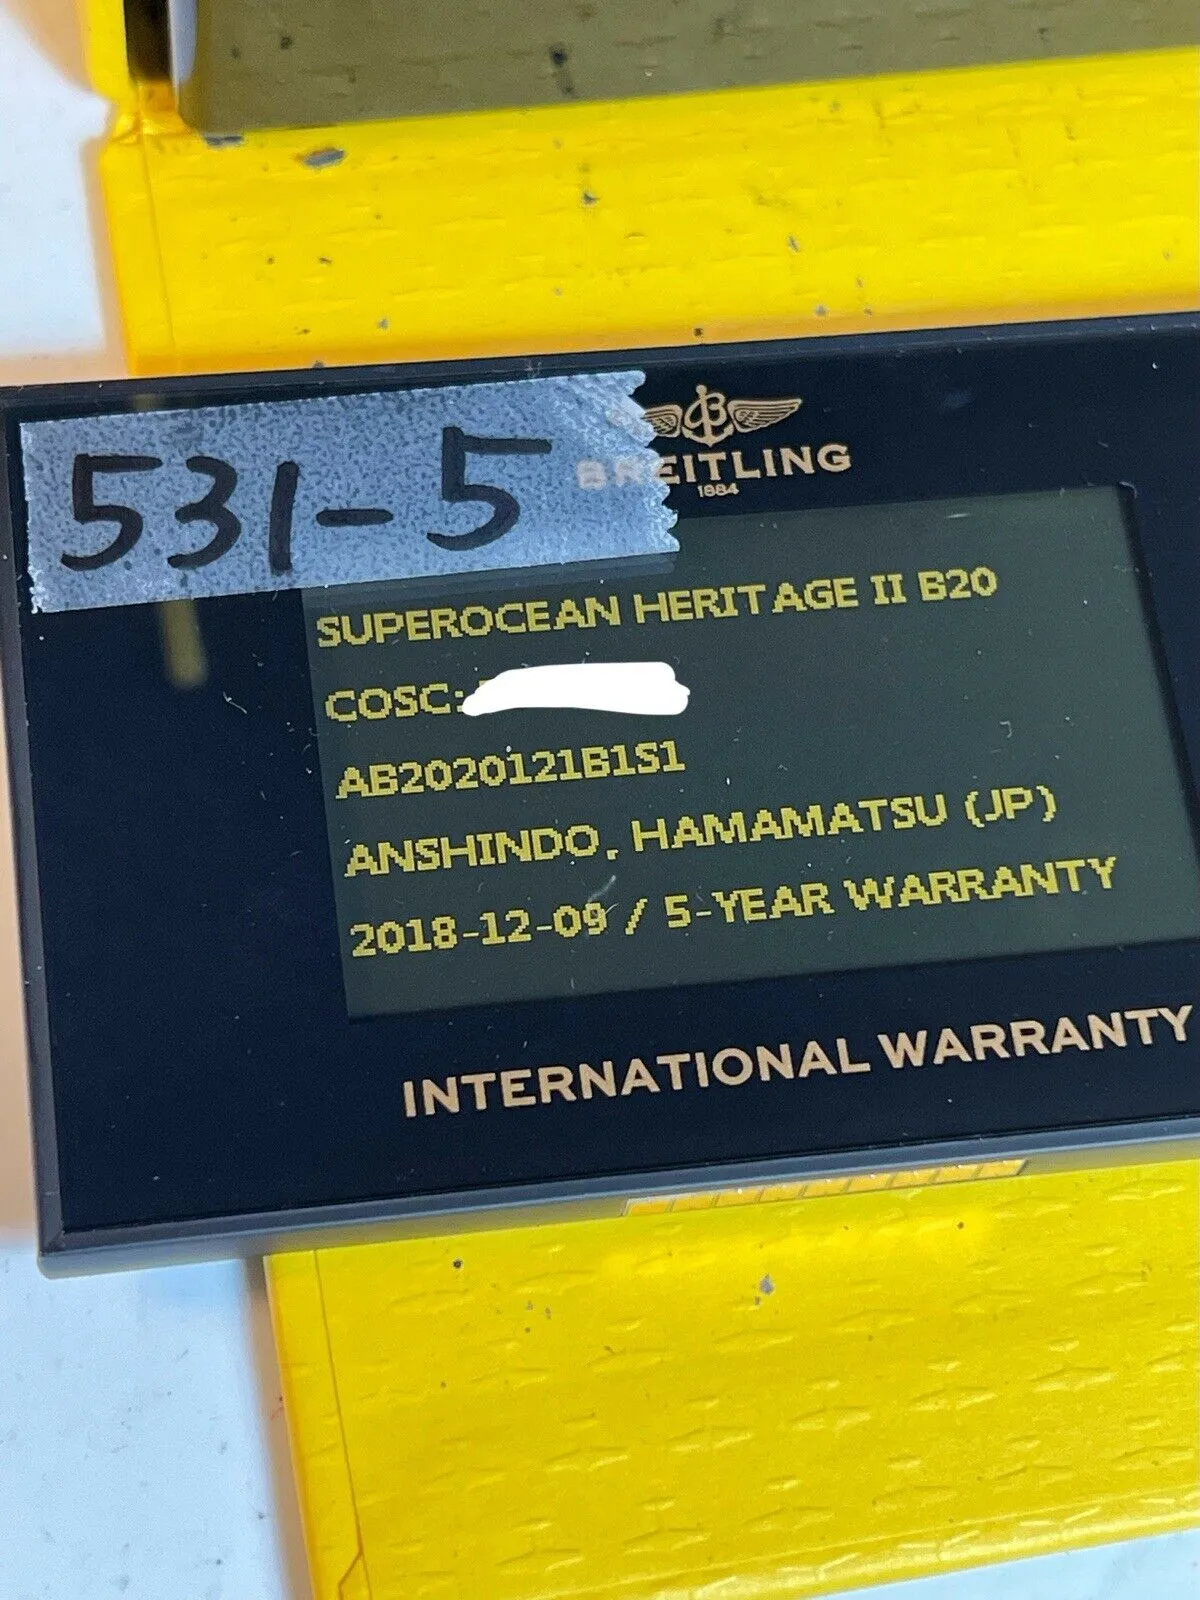 531-5
BREITLING
1884
SUPEROCEAN HERITAGE II B20
COSC:
AB2020121B1S1
ANSHINDO, HAMAMATSU (JP)
2018-12-09 / 5-YEAR WARRANTY
INTERNATIONAL WARRANTY